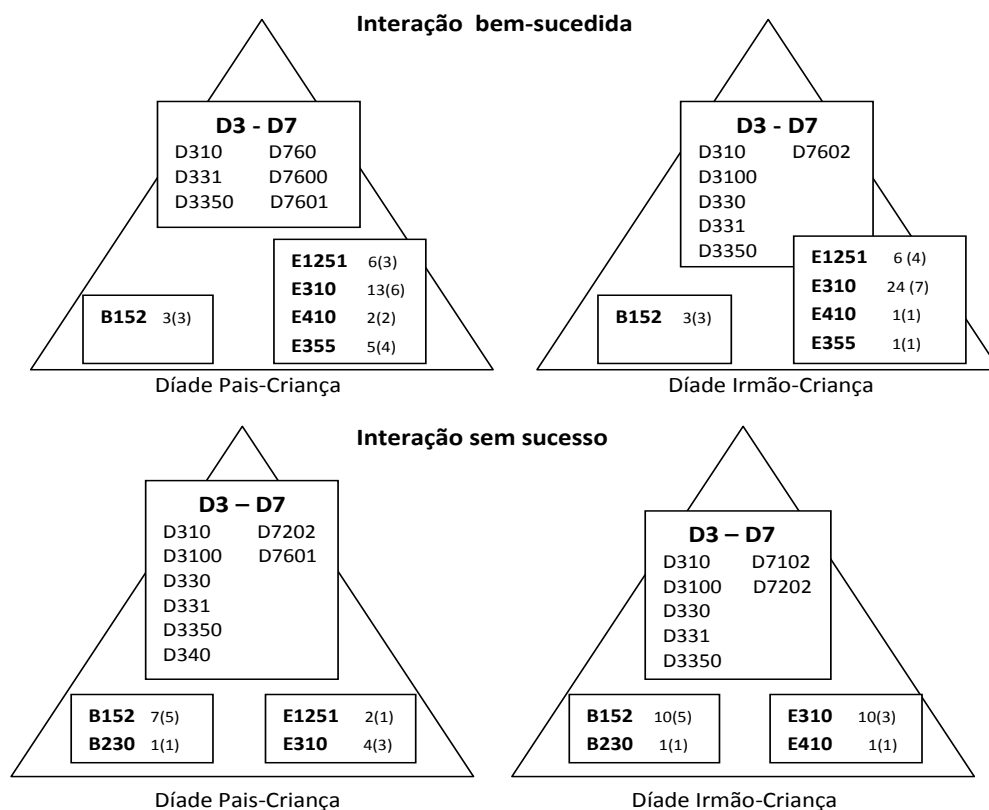 Interação bem-sucedida
D3 - D7
D310 D760
D331 D7600
D3350 D7601
E1251 6(3)
E310 13(6)
E410 2(2)
E355 5(4)
B152 3(3)
Díade Pais-Criança
D3 - D7
D310 D7602
D3100
D330
D331
D3350
E1251 6 (4)
E310 24 (7)
E410 1(1)
E355 1(1)
B152 3(3)
Díade Irmão-Criança
Interação sem sucesso
D3 – D7
D310 D7202
D3100 D7601
D330
D331
D3350
D340
B152 7(5)
B230 1(1)
E1251 2(1)
E310 4(3)
Díade Pais-Criança
D3 – D7
D310 D7102
D3100 D7202
D330
D331
D3350
B152 10(5)
B230 1(1)
E310 10(3)
E410 1(1)
Díade Irmão-Criança